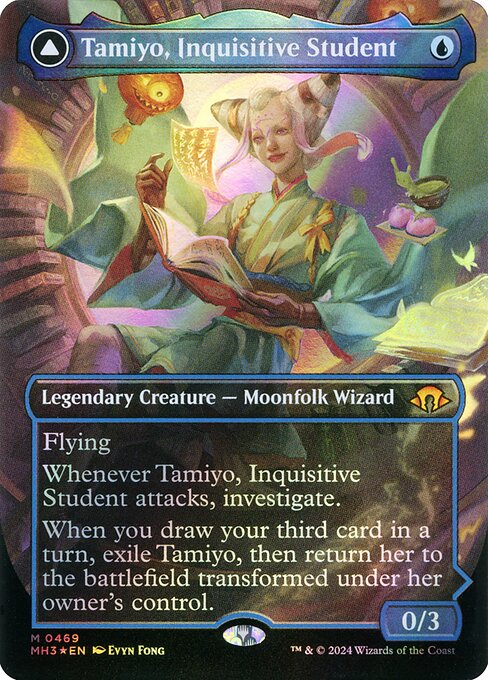 Tamiyo, Inquisitive Student
Legendary Creature — Moonfolk Wizard
Flying
Whenever Tamiyo, Inquisitive
Student attacks, investigate.
When you draw your third card in a
turn, exile Tamiyo, then return her to
the battlefield transformed under her
owner's control.
0/3
M 0469
MH3★EN Evyn Fong
™ & © 2024 Wizards of the Coast